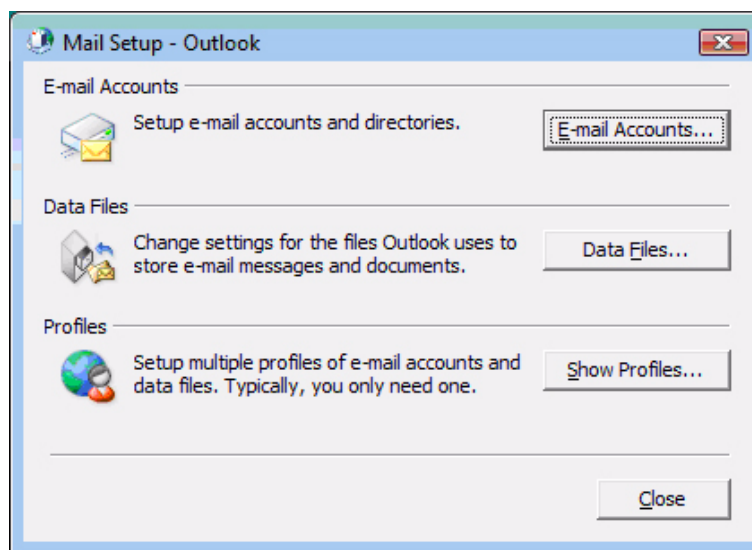 Mail Setup - Outlook
E-mail Accounts
Setup e-mail accounts and directories.
E-mail Accounts...
Data Files
Change settings for the files Outlook uses to
store e-mail messages and documents.
Data Files...
Profiles
Setup multiple profiles of e-mail accounts and
data files. Typically, you only need one.
Show Profiles...
Close